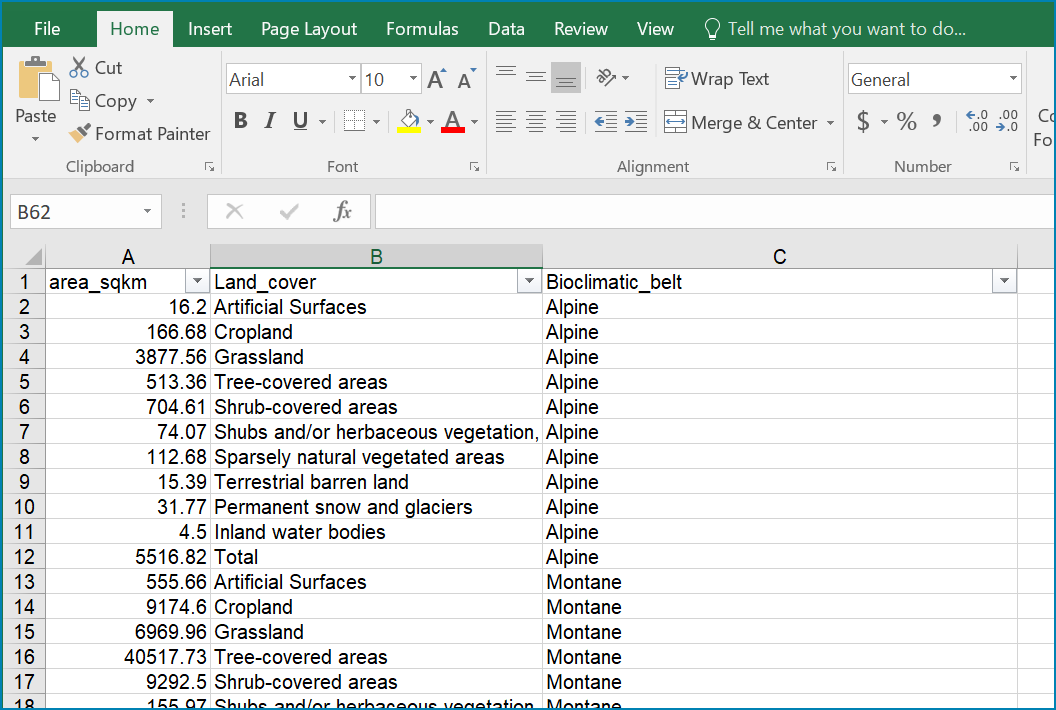 File Home Insert Page Layout Formulas Data Review View Tell me what you want to do...
Cut
Copy
Format Painter
Paste
Clipboard
Arial 10 A A
B I U A
Font
Wrap Text
Merge & Center
Alignment
General
$ % , .0 .00 .00 .0
Number
Co
Fo
B62 fx
A B C
1 area_sqkm Land_cover Bioclimatic_belt
2 16.2 Artificial Surfaces Alpine
3 166.68 Cropland Alpine
4 3877.56 Grassland Alpine
5 513.36 Tree-covered areas Alpine
6 704.61 Shrub-covered areas Alpine
7 74.07 Shubs and/or herbaceous vegetation, Alpine
8 112.68 Sparsely natural vegetated areas Alpine
9 15.39 Terrestrial barren land Alpine
10 31.77 Permanent snow and glaciers Alpine
11 4.5 Inland water bodies Alpine
12 5516.82 Total Alpine
13 555.66 Artificial Surfaces Montane
14 9174.6 Cropland Montane
15 6969.96 Grassland Montane
16 40517.73 Tree-covered areas Montane
17 9292.5 Shrub-covered areas Montane
18 155.97 Shubs and/or herbaceous vegetation, Montane